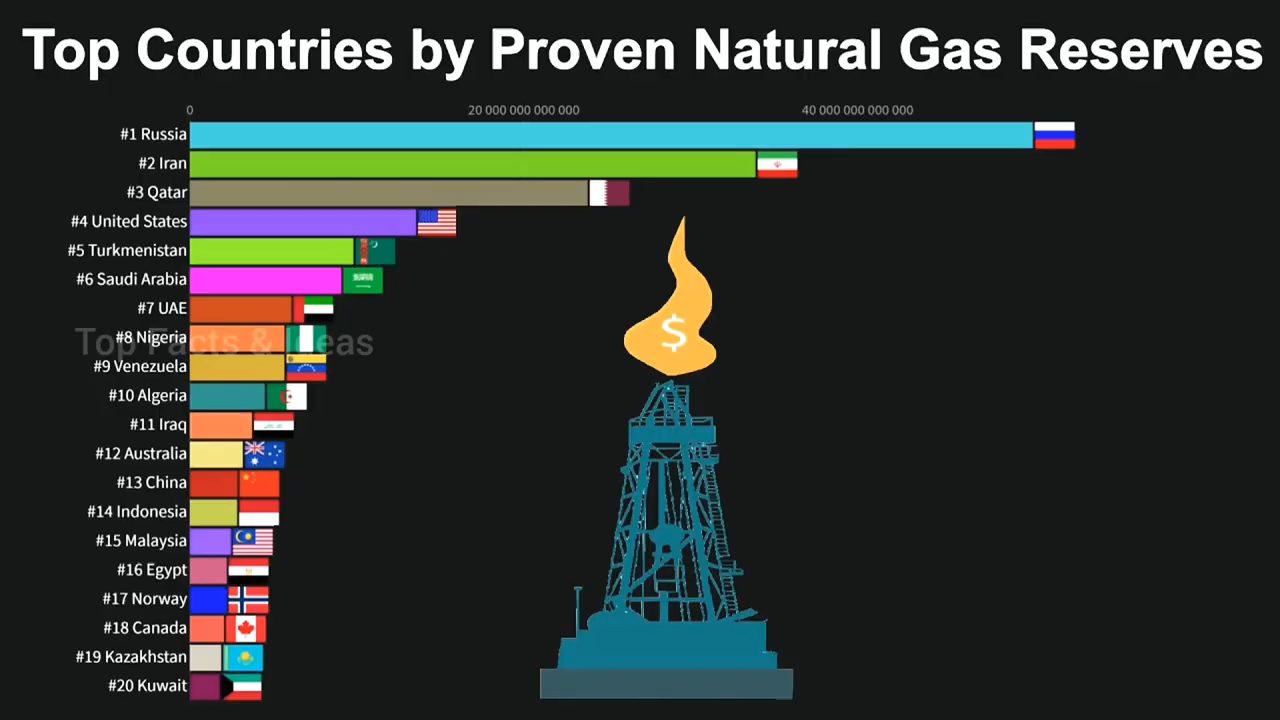 Top Countries by Proven Natural Gas Reserves
0 20 000 000 000 000 40 000 000 000 000
#1 Russia
#2 Iran
#3 Qatar
#4 United States
#5 Turkmenistan
#6 Saudi Arabia
#7 UAE
#8 Nigeria
Top Facts & Ideas
#9 Venezuela
#10 Algeria
#11 Iraq
#12 Australia
#13 China
#14 Indonesia
#15 Malaysia
#16 Egypt
#17 Norway
#18 Canada
#19 Kazakhstan
#20 Kuwait
$